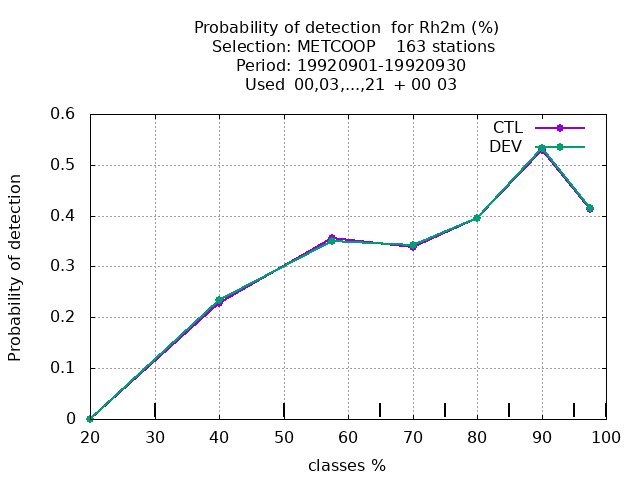 Probability of detection for Rh2m (%)
Selection: METCOOP 163 stations
Period: 19920901-19920930
Used 00,03,...,21 + 00 03
CTL
DEV
Probability of detection
0.6
0.5
0.4
0.3
0.2
0.1
0
20 30 40 50 60 70 80 90 100
classes %